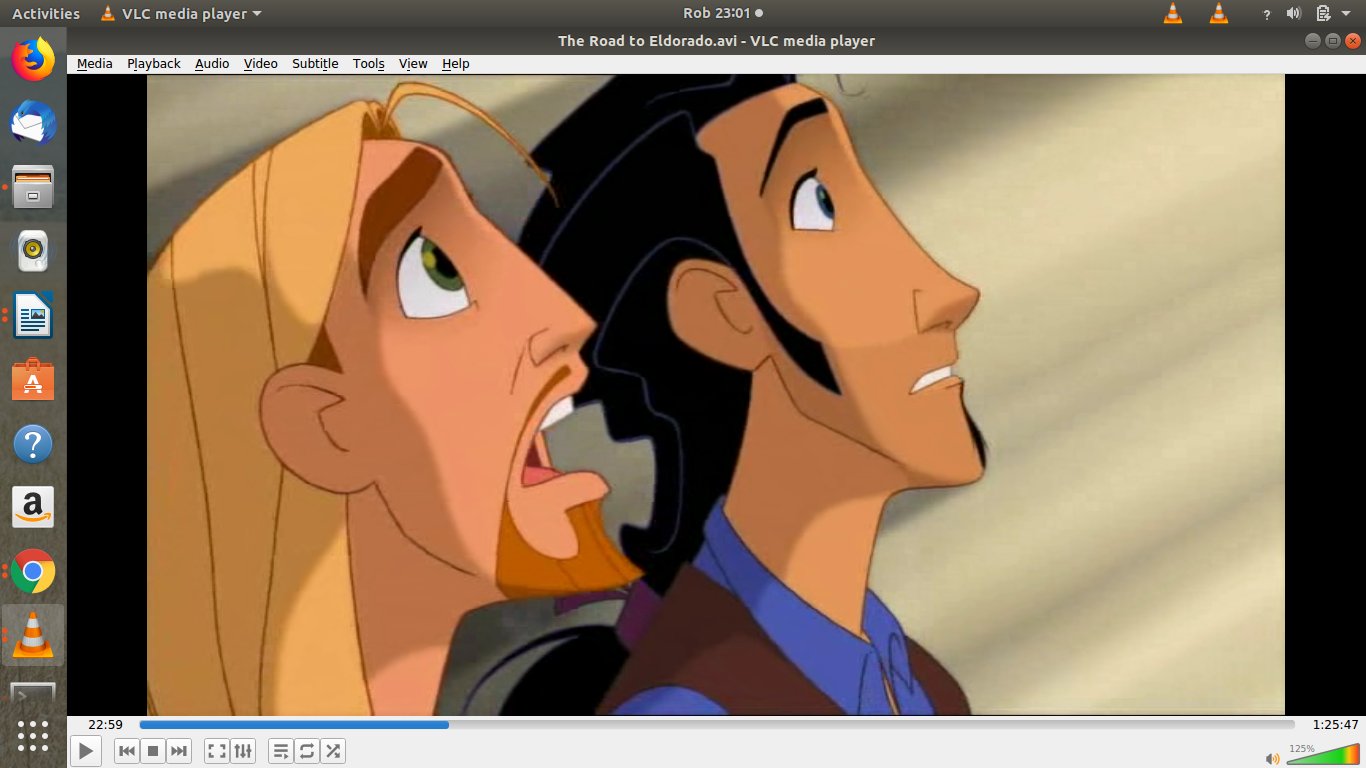 Activities VLC media player Rob 23:01
The Road to Eldorado.avi - VLC media player
Media Playback Audio Video Subtitle Tools View Help
22:59 1:25:47
125%